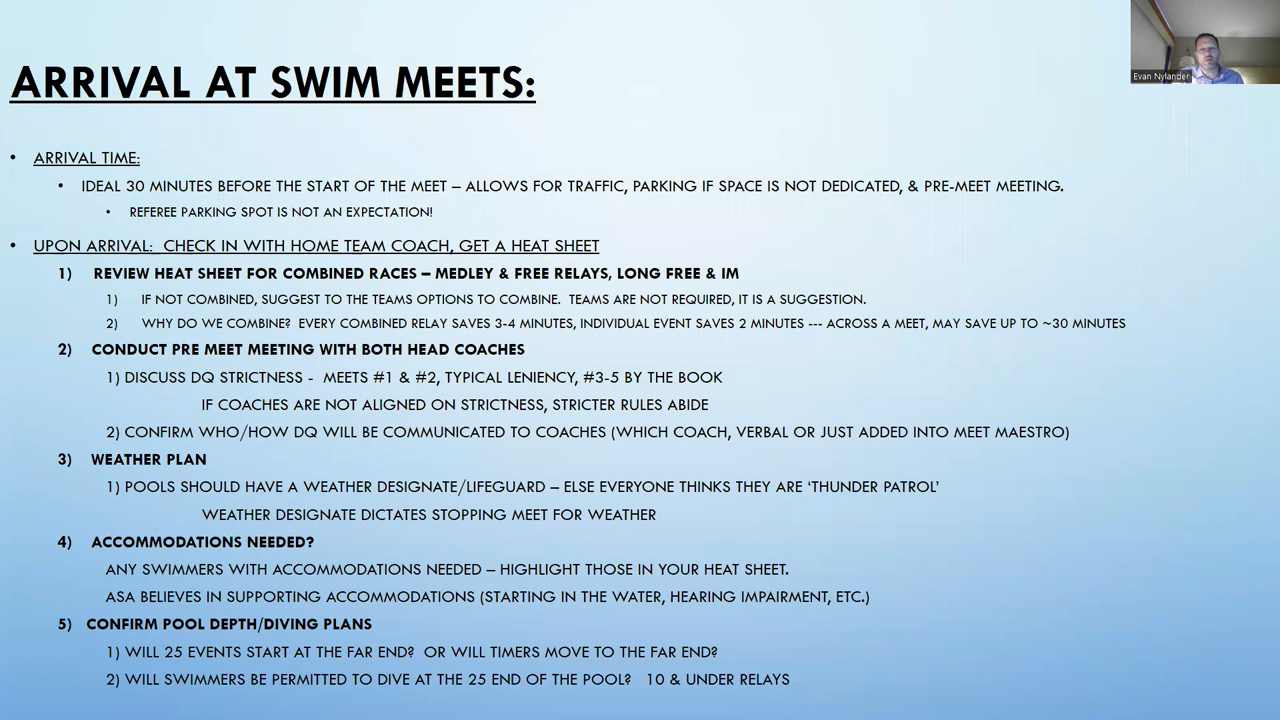 ARRIVAL AT SWIM MEETS:
Evan Nylander
• ARRIVAL TIME:
• IDEAL 30 MINUTES BEFORE THE START OF THE MEET – ALLOWS FOR TRAFFIC, PARKING IF SPACE IS NOT DEDICATED, & PRE-MEET MEETING.
• REFEREE PARKING SPOT IS NOT AN EXPECTATION!
• UPON ARRIVAL: CHECK IN WITH HOME TEAM COACH, GET A HEAT SHEET
1) REVIEW HEAT SHEET FOR COMBINED RACES – MEDLEY & FREE RELAYS, LONG FREE & IM
1) IF NOT COMBINED, SUGGEST TO THE TEAMS OPTIONS TO COMBINE. TEAMS ARE NOT REQUIRED, IT IS A SUGGESTION.
2) WHY DO WE COMBINE? EVERY COMBINED RELAY SAVES 3-4 MINUTES, INDIVIDUAL EVENT SAVES 2 MINUTES --- ACROSS A MEET, MAY SAVE UP TO ~30 MINUTES
2) CONDUCT PRE MEET MEETING WITH BOTH HEAD COACHES
1) DISCUSS DQ STRICTNESS - MEETS #1 & #2, TYPICAL LENIENCY, #3-5 BY THE BOOK
IF COACHES ARE NOT ALIGNED ON STRICTNESS, STRICTER RULES ABIDE
2) CONFIRM WHO/HOW DQ WILL BE COMMUNICATED TO COACHES (WHICH COACH, VERBAL OR JUST ADDED INTO MEET MAESTRO)
3) WEATHER PLAN
1) POOLS SHOULD HAVE A WEATHER DESIGNATE/LIFEGUARD – ELSE EVERYONE THINKS THEY ARE ‘THUNDER PATROL’
WEATHER DESIGNATE DICTATES STOPPING MEET FOR WEATHER
4) ACCOMMODATIONS NEEDED?
ANY SWIMMERS WITH ACCOMMODATIONS NEEDED – HIGHLIGHT THOSE IN YOUR HEAT SHEET.
ASA BELIEVES IN SUPPORTING ACCOMMODATIONS (STARTING IN THE WATER, HEARING IMPAIRMENT, ETC.)
5) CONFIRM POOL DEPTH/DIVING PLANS
1) WILL 25 EVENTS START AT THE FAR END? OR WILL TIMERS MOVE TO THE FAR END?
2) WILL SWIMMERS BE PERMITTED TO DIVE AT THE 25 END OF THE POOL? 10 & UNDER RELAYS